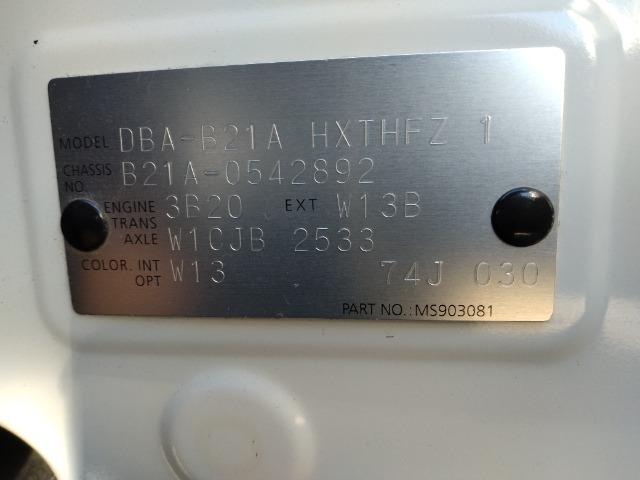 MODEL DBA-B21A HXTHFZ 1
CHASSIS NO. B21A-0542892
ENGINE 3B20 EXT W13B
TRANS AXLE W1CJB 2533
COLOR. INT OPT W13 74J 030
PART NO.:MS903081